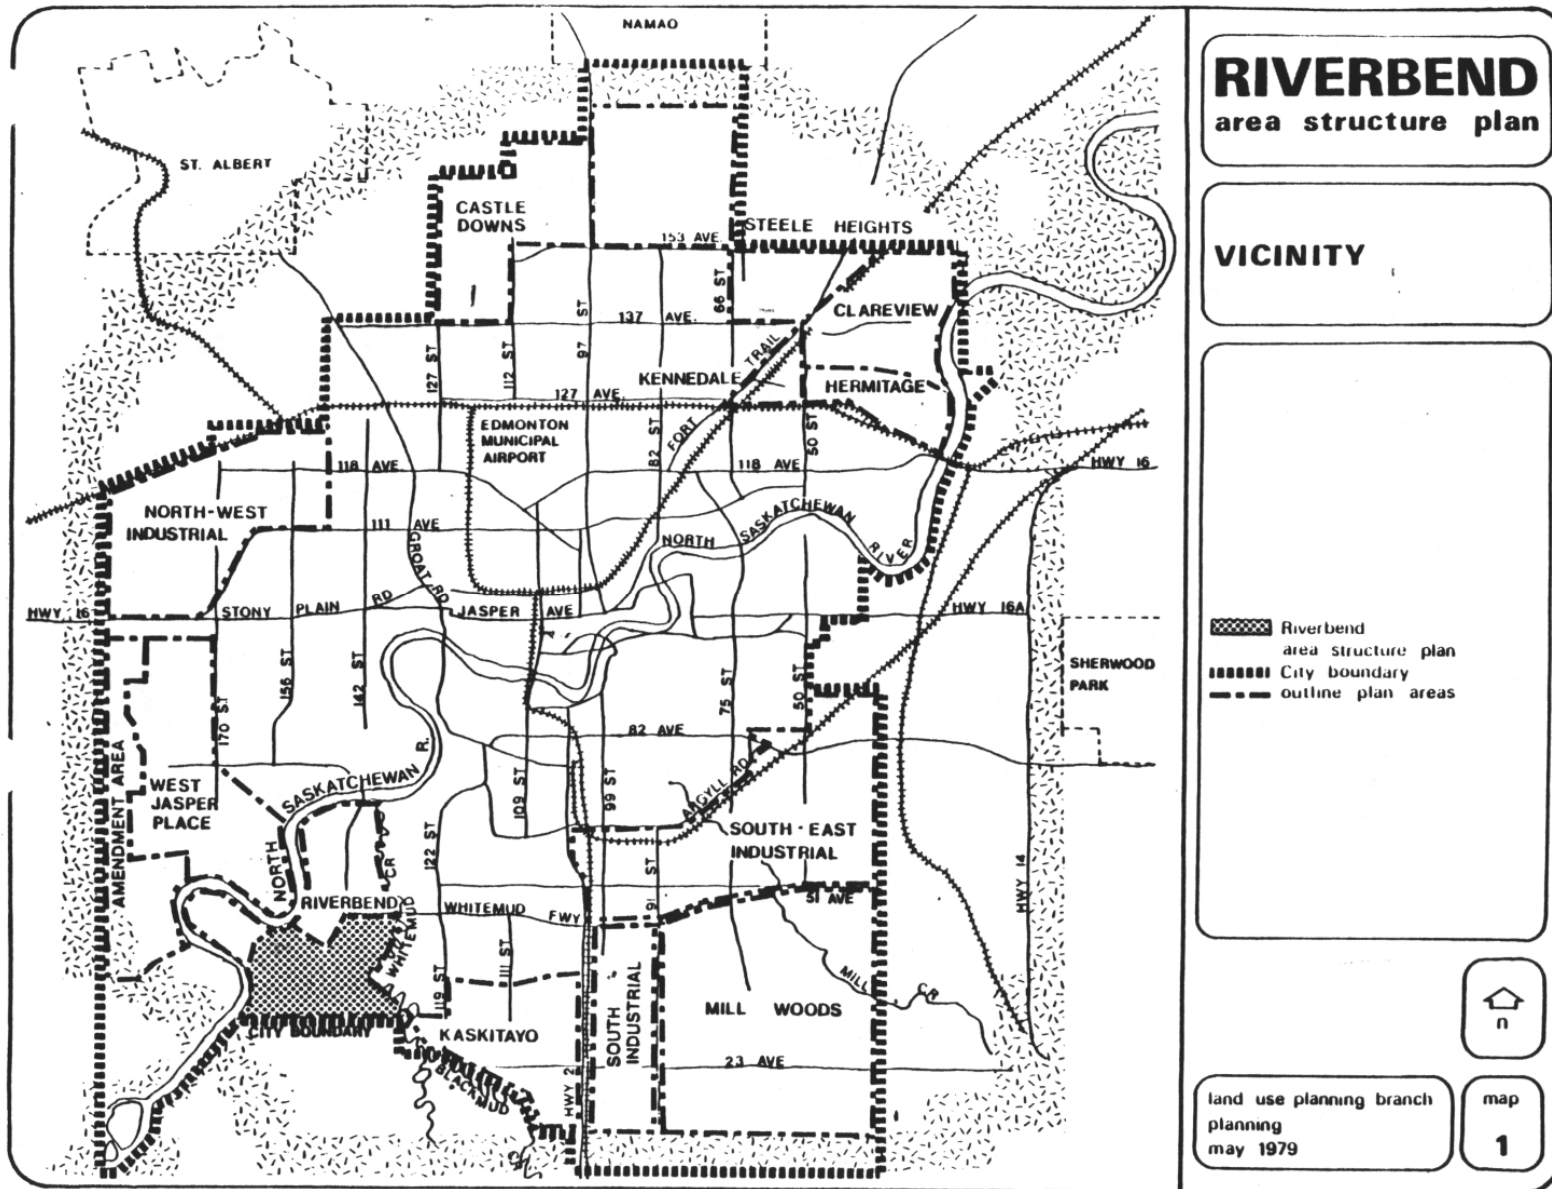 NAMAO
ST. ALBERT
CASTLE
DOWNS
153 AVE.
STEELE HEIGHTS
66 ST
97 ST
137 AVE.
CLAREVIEW
127 ST
112 ST
TRAIL
KENNEDALE
HERMITAGE
127 AVE.
FORT
82 ST
50 ST
EDMONTON
MUNICIPAL
AIRPORT
118 AVE
118 AVE
HWY 16
NORTH-WEST
INDUSTRIAL
111 AVE
GROAT RD
NORTH SASKATCHEWAN RIVER
HWY 16
STONY PLAIN RD
JASPER AVE
HWY 16A
156 ST
142 ST
170 ST
75 ST
50 ST
SHERWOOD
PARK
82 AVE
AMENDMENT AREA
WEST
JASPER
PLACE
NORTH SASKATCHEWAN R.
109 ST
99 ST
ARGYLL RD
122 ST
SOUTH-EAST
INDUSTRIAL
91 ST
HWY 14
CR
WHITEMUD
RIVERBEND
WHITEMUD FWY
51 AVE
111 ST
119 ST
MILL CR
MILL WOODS
SOUTH
INDUSTRIAL
CITY BOUNDARY
KASKITAYO
23 AVE
BLACKMUD
CR
HWY 2
RIVERBEND
area structure plan
VICINITY
Riverbend
area structure plan
City boundary
outline plan areas
n
land use planning branch
planning
may 1979
map
1